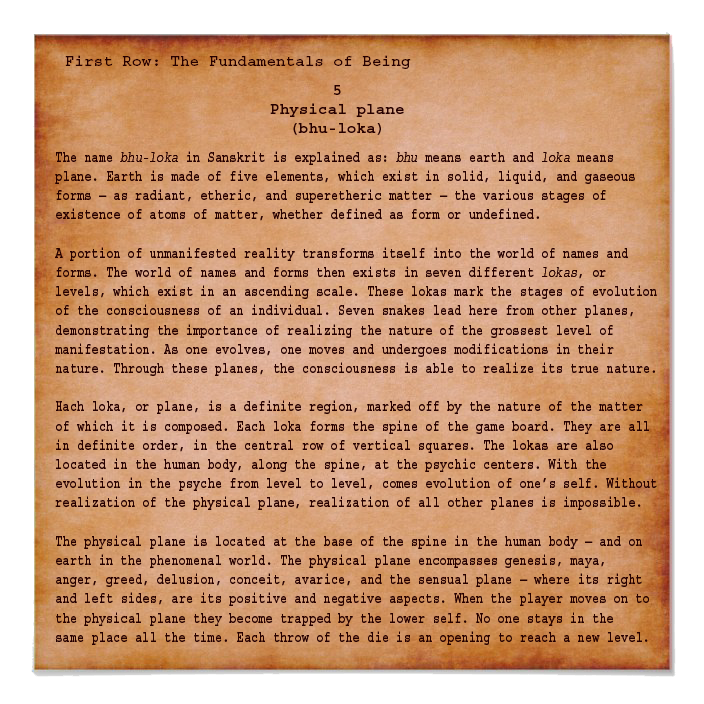 First Row: The Fundamentals of Being
5
Physical plane
(bhu-loka)
The name bhu-loka in Sanskrit is explained as: bhu means earth and loka means
plane. Earth is made of five elements, which exist in solid, liquid, and gaseous
forms – as radiant, etheric, and superetheric matter – the various stages of
existence of atoms of matter, whether defined as form or undefined.
A portion of unmanifested reality transforms itself into the world of names and
forms. The world of names and forms then exists in seven different lokas, or
levels, which exist in an ascending scale. These lokas mark the stages of evolution
of the consciousness of an individual. Seven snakes lead here from other planes,
demonstrating the importance of realizing the nature of the grossest level of
manifestation. As one evolves, one moves and undergoes modifications in their
nature. Through these planes, the consciousness is able to realize its true nature.
Hach loka, or plane, is a definite region, marked off by the nature of the matter
of which it is composed. Each loka forms the spine of the game board. They are all
in definite order, in the central row of vertical squares. The lokas are also
located in the human body, along the spine, at the psychic centers. With the
evolution in the psyche from level to level, comes evolution of one’s self. Without
realization of the physical plane, realization of all other planes is impossible.
The physical plane is located at the base of the spine in the human body – and on
earth in the phenomenal world. The physical plane encompasses genesis, maya,
anger, greed, delusion, conceit, avarice, and the sensual plane – where its right
and left sides, are its positive and negative aspects. When the player moves on to
the physical plane they become trapped by the lower self. No one stays in the
same place all the time. Each throw of the die is an opening to reach a new level.